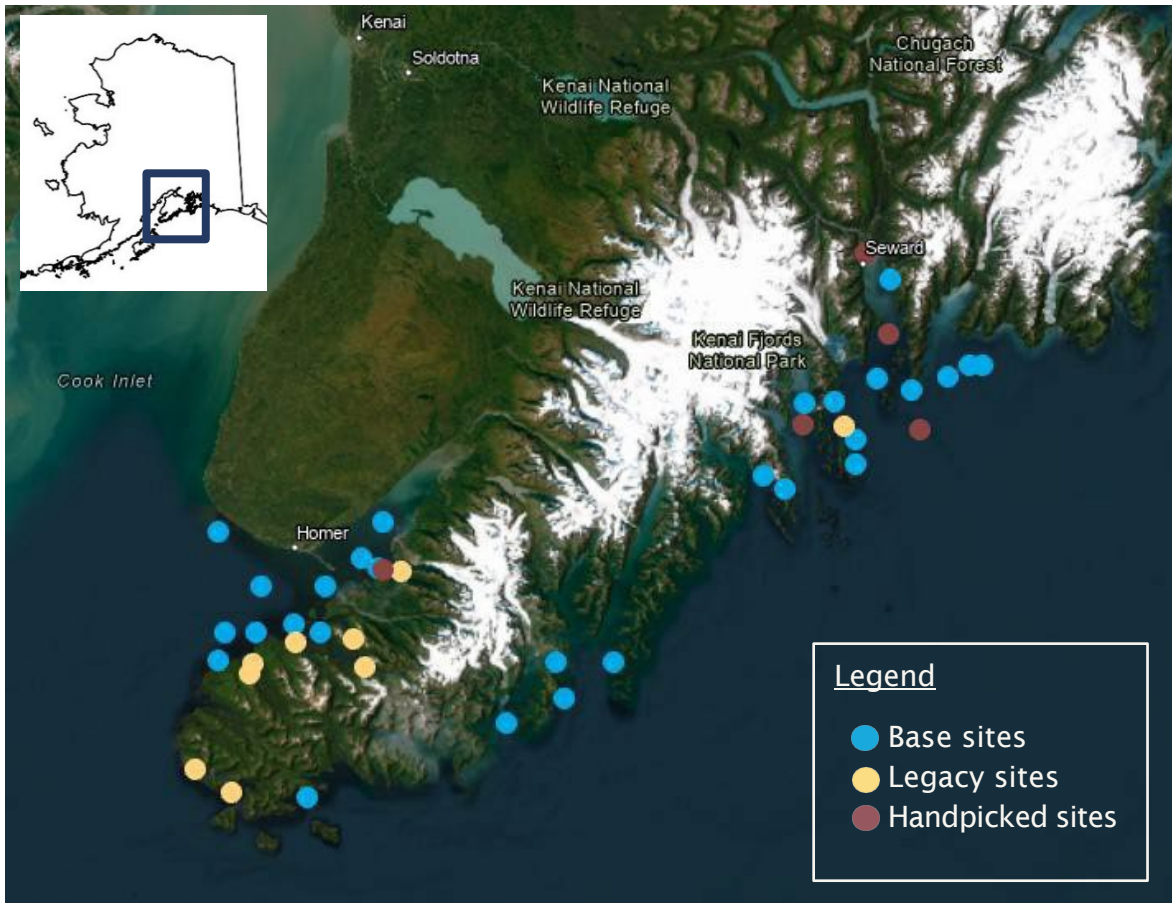 Kenai
Soldotna
Chugach
National Forest
Kenai National
Wildlife Refuge
Seward
Kenai National
Wildlife Refuge
Kenai Fjords
National Park
Cook Inlet
Homer
Legend
Base sites
Legacy sites
Handpicked sites